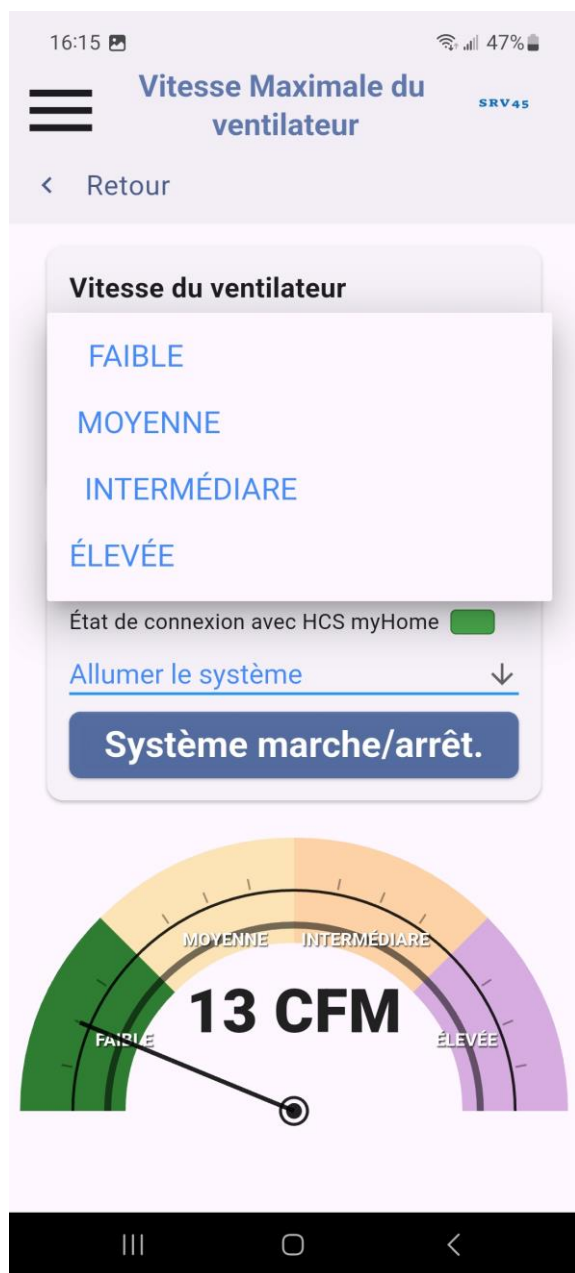 16:15 47%
Vitesse Maximale du
ventilateur
SRV45
Retour
Vitesse du ventilateur
FAIBLE
MOYENNE
INTERMÉDIARE
ÉLEVÉE
État de connexion avec HCS myHome
Allumer le système
Système marche/arrêt.
MOYENNE INTERMÉDIARE
13 CFM
FAIBLE ÉLEVÉE